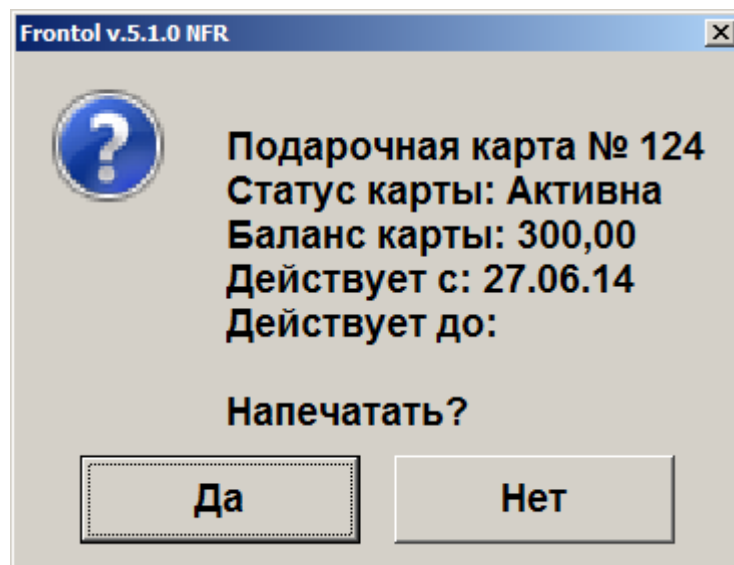 Frontol v.5.1.0 NFR
Подарочная карта № 124
Статус карты: Активна
Баланс карты: 300,00
Действует с: 27.06.14
Действует до:
Напечатать?
Да Нет